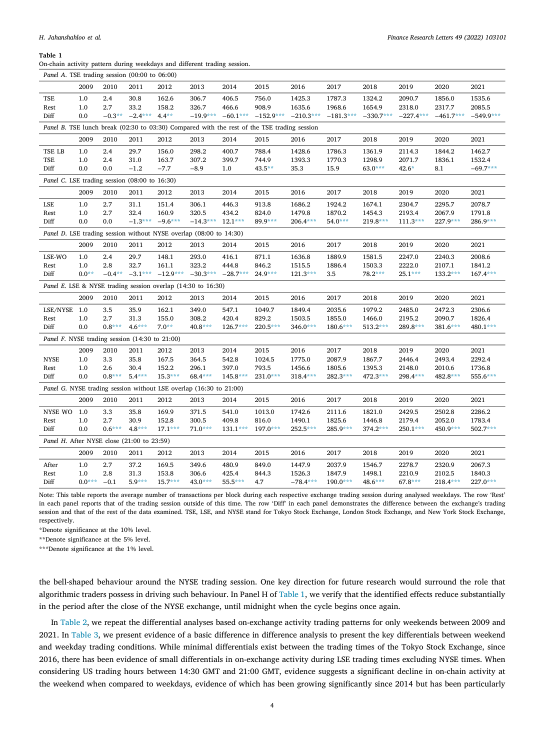 H. Jahanshahloo et al.
Finance Research Letters 49 (2022) 103101
Table 1
On-chain activity pattern during weekdays and different trading session.
Panel A. TSE trading session (00:00 to 06:00)
2009 2010 2011 2012 2013 2014 2015 2016 2017 2018 2019 2020 2021
TSE 1.0 2.4 30.8 162.6 306.7 406.5 756.0 1425.3 1787.3 1324.2 2090.7 1856.0 1535.6
Rest 1.0 2.7 33.2 158.2 326.7 466.6 908.9 1635.6 1968.6 1654.9 2318.0 2317.7 2085.5
Diff 0.0 −0.3** −2.4*** 4.4** −19.9*** −60.1*** −152.9*** −210.3*** −181.3*** −330.7*** −227.4*** −461.7*** −549.9***
Panel B. TSE lunch break (02:30 to 03:30) Compared with the rest of the TSE trading session
2009 2010 2011 2012 2013 2014 2015 2016 2017 2018 2019 2020 2021
TSE LB 1.0 2.4 29.7 156.0 298.2 400.7 788.4 1428.6 1786.3 1361.9 2114.3 1844.2 1462.7
TSE 1.0 2.4 31.0 163.7 307.2 399.7 744.9 1393.3 1770.3 1298.9 2071.7 1836.1 1532.4
Diff 0.0 0.0 −1.2 −7.7 −8.9 1.0 43.5** 35.3 15.9 63.0*** 42.6* 8.1 −69.7***
Panel C. LSE trading session (08:00 to 16:30)
2009 2010 2011 2012 2013 2014 2015 2016 2017 2018 2019 2020 2021
LSE 1.0 2.7 31.1 151.4 306.1 446.3 913.8 1686.2 1924.2 1674.1 2304.7 2295.7 2078.7
Rest 1.0 2.7 32.4 160.9 320.5 434.2 824.0 1479.8 1870.2 1454.3 2193.4 2067.9 1791.8
Diff 0.0 0.0 −1.3*** −9.6*** −14.3*** 12.1*** 89.9*** 206.4*** 54.0*** 219.8*** 111.3*** 227.9*** 286.9***
Panel D. LSE trading session without NYSE overlap (08:00 to 14:30)
2009 2010 2011 2012 2013 2014 2015 2016 2017 2018 2019 2020 2021
LSE-WO 1.0 2.4 29.7 148.1 293.0 416.1 871.1 1636.8 1889.9 1581.5 2247.0 2240.3 2008.6
Rest 1.0 2.8 32.7 161.1 323.2 444.8 846.2 1515.5 1886.4 1503.3 2222.0 2107.1 1841.2
Diff 0.0** −0.4** −3.1*** −12.9*** −30.3*** −28.7*** 24.9*** 121.3*** 3.5 78.2*** 25.1*** 133.2*** 167.4***
Panel E. LSE & NYSE trading session overlap (14:30 to 16:30)
2009 2010 2011 2012 2013 2014 2015 2016 2017 2018 2019 2020 2021
LSE/NYSE 1.0 3.5 35.9 162.1 349.0 547.1 1049.7 1849.4 2035.6 1979.2 2485.0 2472.3 2306.6
Rest 1.0 2.7 31.3 155.0 308.2 420.4 829.1 1503.5 1855.0 1466.0 2195.2 2090.7 1826.4
Diff 0.0 0.8*** 4.6*** 7.0** 40.8*** 126.7*** 220.5*** 346.0*** 180.6*** 513.2*** 289.8*** 381.6*** 480.1***
Panel F. NYSE trading session (14:30 to 21:00)
2009 2010 2011 2012 2013 2014 2015 2016 2017 2018 2019 2020 2021
NYSE 1.0 3.3 35.8 167.5 364.5 542.8 1024.5 1775.0 2087.9 1867.7 2446.4 2493.4 2292.4
Rest 1.0 2.6 30.4 152.2 296.1 397.0 793.5 1456.6 1805.6 1395.3 2148.0 2010.6 1736.8
Diff 0.0 0.8*** 5.4*** 15.3*** 68.4*** 145.8*** 231.0*** 318.4*** 282.3*** 472.3*** 298.4*** 482.8*** 555.6***
Panel G. NYSE trading session without LSE overlap (16:30 to 21:00)
2009 2010 2011 2012 2013 2014 2015 2016 2017 2018 2019 2020 2021
NYSE WO 1.0 3.3 35.8 169.9 371.5 541.0 1013.0 1742.6 2111.6 1821.0 2429.5 2502.8 2286.2
Rest 1.0 2.7 30.9 152.8 300.5 409.8 816.0 1490.1 1825.6 1446.8 2179.4 2052.0 1783.4
Diff 0.0 0.6*** 4.8*** 17.1*** 71.0*** 131.1*** 197.0*** 252.5*** 285.9*** 374.2*** 250.1*** 450.9*** 502.7***
Panel H. After NYSE close (21:00 to 23:59)
2009 2010 2011 2012 2013 2014 2015 2016 2017 2018 2019 2020 2021
After 1.0 2.7 37.2 169.5 349.6 480.9 849.0 1447.9 2037.9 1546.7 2278.7 2320.9 2067.3
Rest 1.0 2.8 31.3 153.8 306.6 425.4 844.3 1526.3 1847.9 1498.1 2210.9 2102.5 1840.3
Diff 0.0*** −0.1 5.9*** 15.7*** 43.0*** 55.5*** 4.7 −78.4*** 190.0*** 48.6*** 67.8*** 218.4*** 227.0***
Note: This table reports the average number of transactions per block during each respective exchange trading session during analysed weekdays. The row 'Rest'
in each panel reports that of the trading session outside of this time. The row 'Diff' in each panel demonstrates the difference between the exchange's trading
session and that of the rest of the data examined. TSE, LSE, and NYSE stand for Tokyo Stock Exchange, London Stock Exchange, and New York Stock Exchange,
respectively.
*Denote significance at the 10% level.
**Denote significance at the 5% level.
***Denote significance at the 1% level.
the bell-shaped behaviour around the NYSE trading session. One key direction for future research would surround the role that
algorithmic traders possess in driving such behaviour. In Panel H of Table 1, we verify that the identified effects reduce substantially
in the period after the close of the NYSE exchange, until midnight when the cycle begins once again.
In Table 2, we repeat the differential analyses based on-exchange activity trading patterns for only weekends between 2009 and
2021. In Table 3, we present evidence of a basic difference in difference analysis to present the key differentials between weekend
and weekday trading conditions. While minimal differentials exist between the trading times of the Tokyo Stock Exchange, since
2016, there has been evidence of small differentials in on-exchange activity during LSE trading times excluding NYSE times. When
considering US trading hours between 14:30 GMT and 21:00 GMT, evidence suggests a significant decline in on-chain activity at
the weekend when compared to weekdays, evidence of which has been growing significantly since 2014 but has been particularly
4